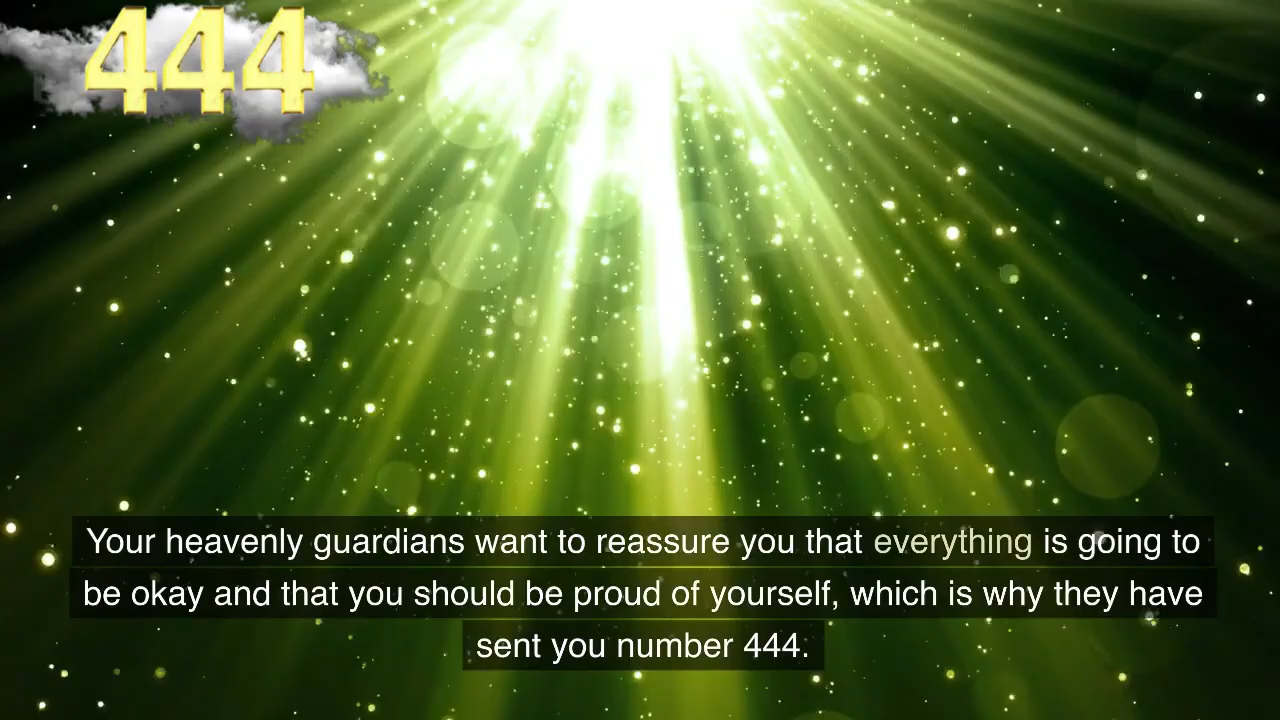 444
Your heavenly guardians want to reassure you that everything is going to
be okay and that you should be proud of yourself, which is why they have
sent you number 444.